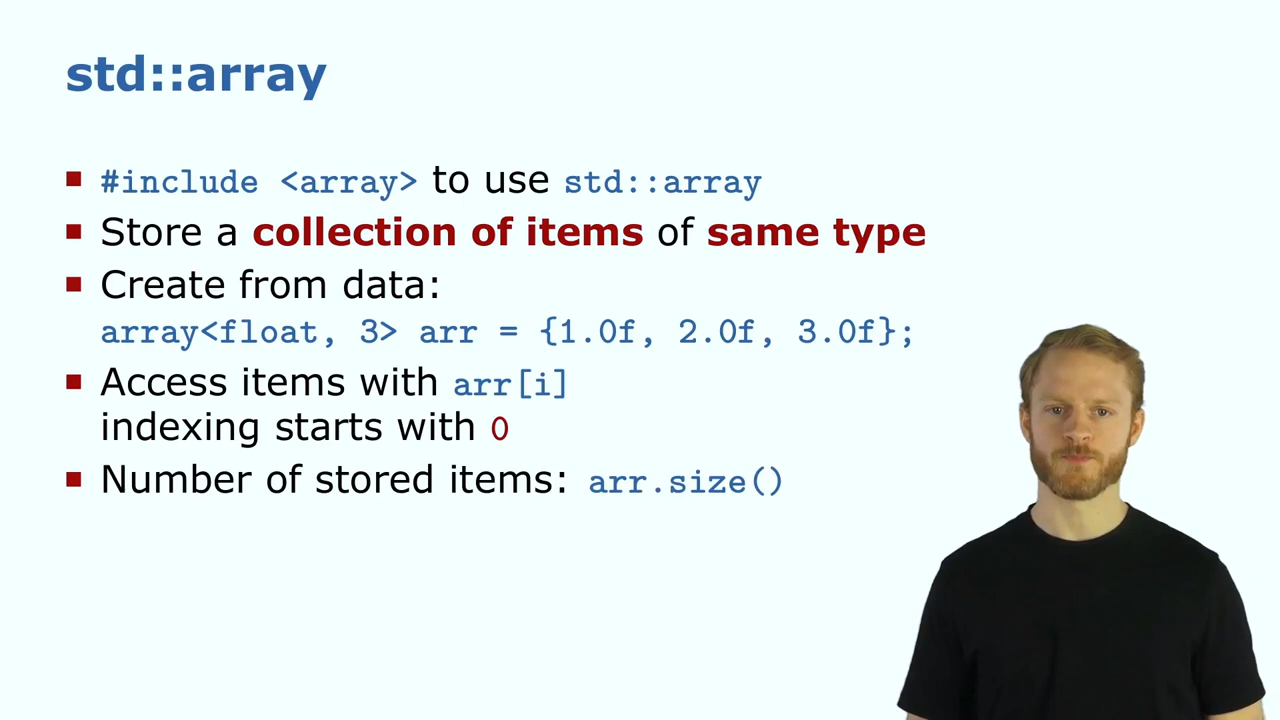 std::array
#include <array> to use std::array
Store a collection of items of same type
Create from data:
array<float, 3> arr = {1.0f, 2.0f, 3.0f};
Access items with arr[i]
indexing starts with 0
Number of stored items: arr.size()